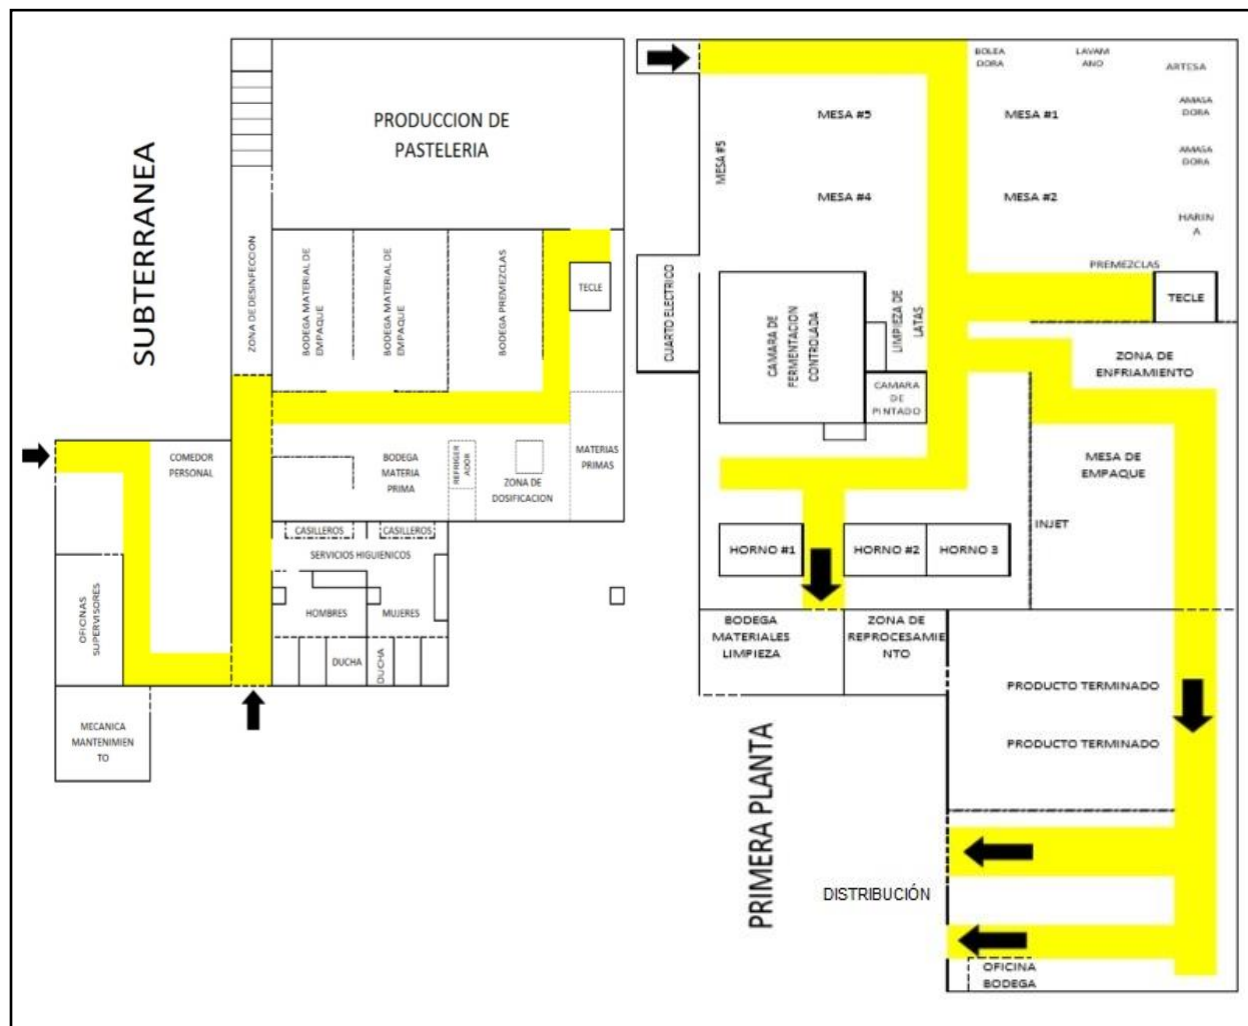 SUBTERRANEA
PRODUCCION DE
PASTELERIA
ZONA DE DESINFECCION
BODEGA MATERIAL DE
EMPAQUE
BODEGA MATERIAL DE
EMPAQUE
BODEGA PREMEZCLAS
TECLE
COMEDOR
PERSONAL
BODEGA
MATERIA
PRIMA
REFRIGER
ADOR
ZONA DE
DOSIFICACION
MATERIAS
PRIMAS
CASILLEROS
CASILLEROS
SERVICIOS HIGUIENICOS
HOMBRES
MUJERES
DUCHA
DUCHA
OFICINAS
SUPERVISORES
MECANICA
MANTENIMIEN
TO
PRIMERA PLANTA
BOLEA
DORA
LAVAM
ANO
ARTESA
AMASA
DORA
AMASA
DORA
HARIN
A
MESA #5
MESA #1
MESA #5
MESA #4
MESA #2
PREMEZCLAS
TECLE
CUARTO ELECTRICO
CAMARA DE
FERMENTACION
CONTROLADA
LIMPIEZA DE
LATAS
CAMARA
DE
PINTADO
ZONA DE
ENFRIAMIENTO
MESA DE
EMPAQUE
INJET
HORNO #1
HORNO #2
HORNO 3
BODEGA
MATERIALES
LIMPIEZA
ZONA DE
REPROCESAMIE
NTO
PRODUCTO TERMINADO
PRODUCTO TERMINADO
DISTRIBUCIÓN
OFICINA
BODEGA